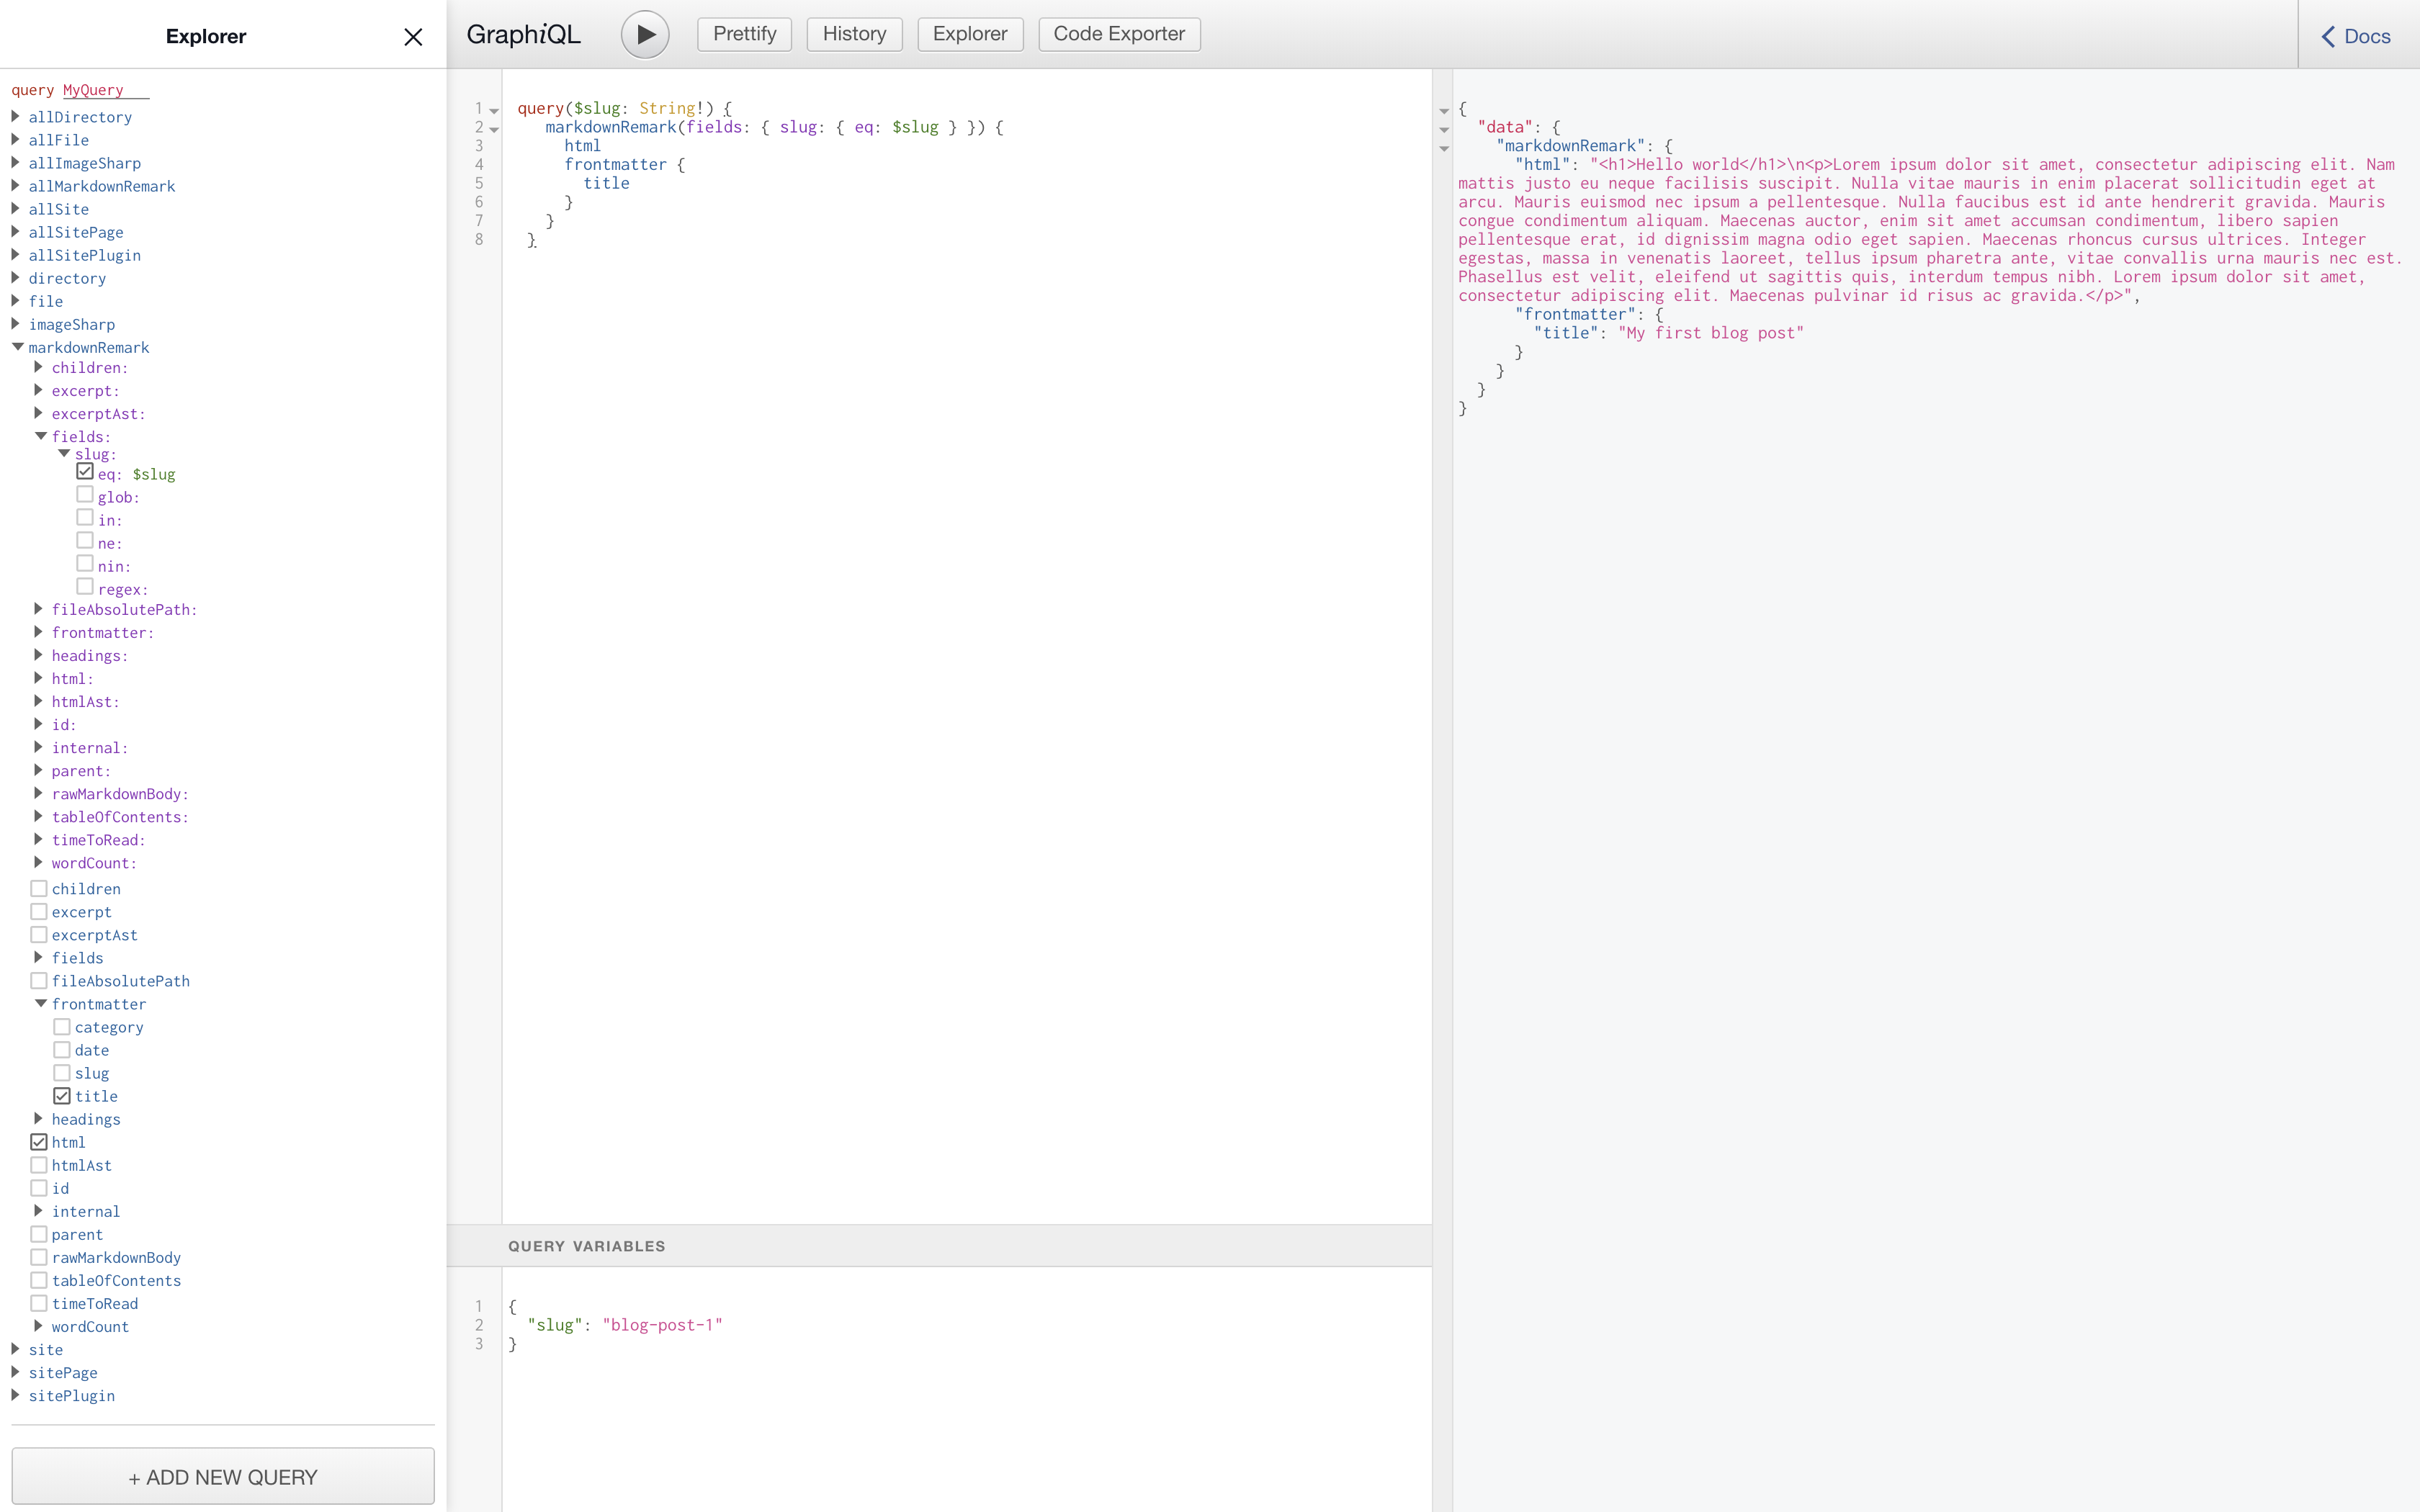 Explorer
query MyQuery
allDirectory
allFile
allImageSharp
allMarkdownRemark
allSite
allSitePage
allSitePlugin
directory
file
imageSharp
markdownRemark
children:
excerpt:
excerptAst:
fields:
slug:
eq: $slug
glob:
in:
ne:
nin:
regex:
fileAbsolutePath:
frontmatter:
headings:
html:
htmlAst:
id:
internal:
parent:
rawMarkdownBody:
tableOfContents:
timeToRead:
wordCount:
children
excerpt
excerptAst
fields
fileAbsolutePath
frontmatter
category
date
slug
title
headings
html
htmlAst
id
internal
parent
rawMarkdownBody
tableOfContents
timeToRead
wordCount
site
sitePage
sitePlugin
+ ADD NEW QUERY
GraphiQL Prettify History Explorer Code Exporter Docs
1 query($slug: String!) {
2 markdownRemark(fields: { slug: { eq: $slug } }) {
3 html
4 frontmatter {
5 title
6 }
7 }
8 }
QUERY VARIABLES
1 {
2 "slug": "blog-post-1"
3 }
{
"data": {
"markdownRemark": {
"html": "<h1>Hello world</h1>\n<p>Lorem ipsum dolor sit amet, consectetur adipiscing elit. Nam
mattis justo eu neque facilisis suscipit. Nulla vitae mauris in enim placerat sollicitudin eget at
arcu. Mauris euismod nec ipsum a pellentesque. Nulla faucibus est id ante hendrerit gravida. Mauris
congue condimentum aliquam. Maecenas auctor, enim sit amet accumsan condimentum, libero sapien
pellentesque erat, id dignissim magna odio eget sapien. Maecenas rhoncus cursus ultrices. Integer
egestas, massa in venenatis laoreet, tellus ipsum pharetra ante, vitae convallis urna mauris nec est.
Phasellus est velit, eleifend ut sagittis quis, interdum tempus nibh. Lorem ipsum dolor sit amet,
consectetur adipiscing elit. Maecenas pulvinar id risus ac gravida.</p>",
"frontmatter": {
"title": "My first blog post"
}
}
}
}